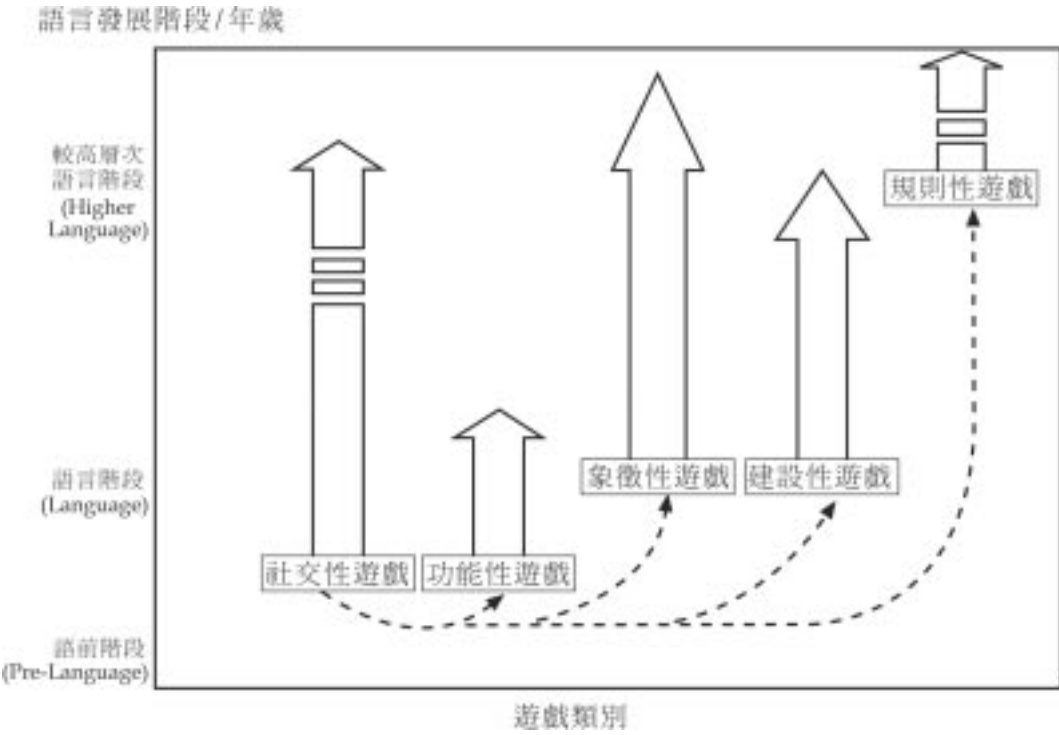 語言發展階段/年歲
較高層次
語言階段
(Higher
Language)
規則性遊戲
語言階段
(Language)
象徵性遊戲
建設性遊戲
社交性遊戲
功能性遊戲
語前階段
(Pre-Language)
遊戲類別